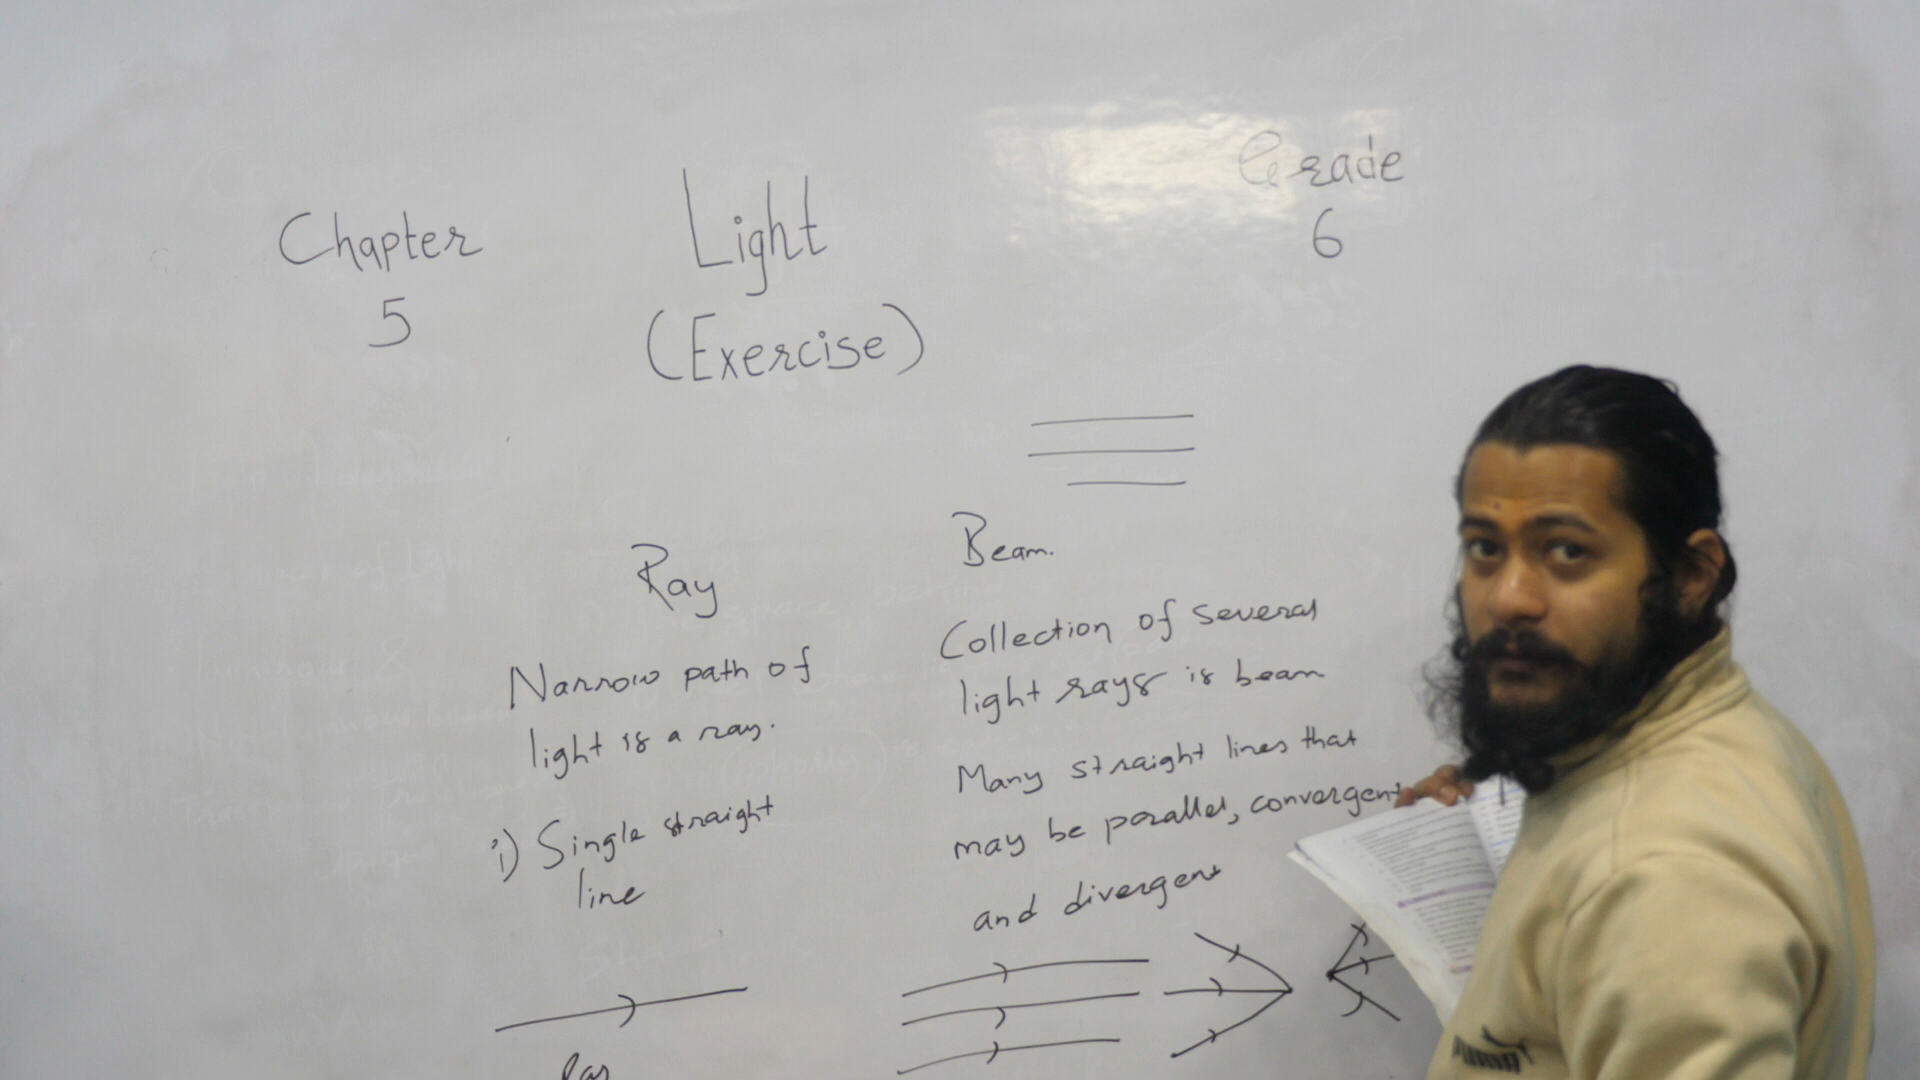 Chapter
5
Light
(Exercise)
Grade
6
Ray
Narrow path of
light is a ray.
i) Single straight
line
Ray
Beam.
Collection of several
light rays is beam
Many straight lines that
may be parallel, convergent
and divergent